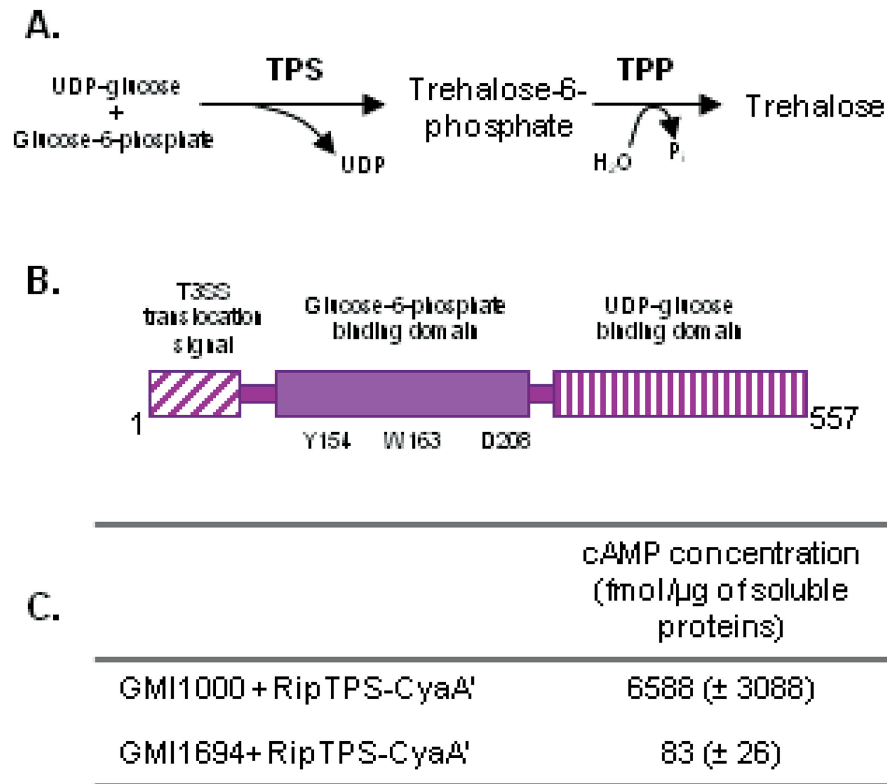 A.
TPS
TPP
UDP-glucose
+
Glucose-6-phosphate
Trehalose-6-
phosphate
Trehalose
UDP
H₂O
Pᵢ
B.
T3SS
translocation
signal
Glucose-6-phosphate
binding domain
UDP-glucose
binding domain
1
557
Y154 W163 D208
cAMP concentration
(fmol/µg of soluble
proteins)
C.
GMI1000 + RipTPS-CyaA' 6588 (± 3088)
GMI1694+ RipTPS-CyaA' 83 (± 26)